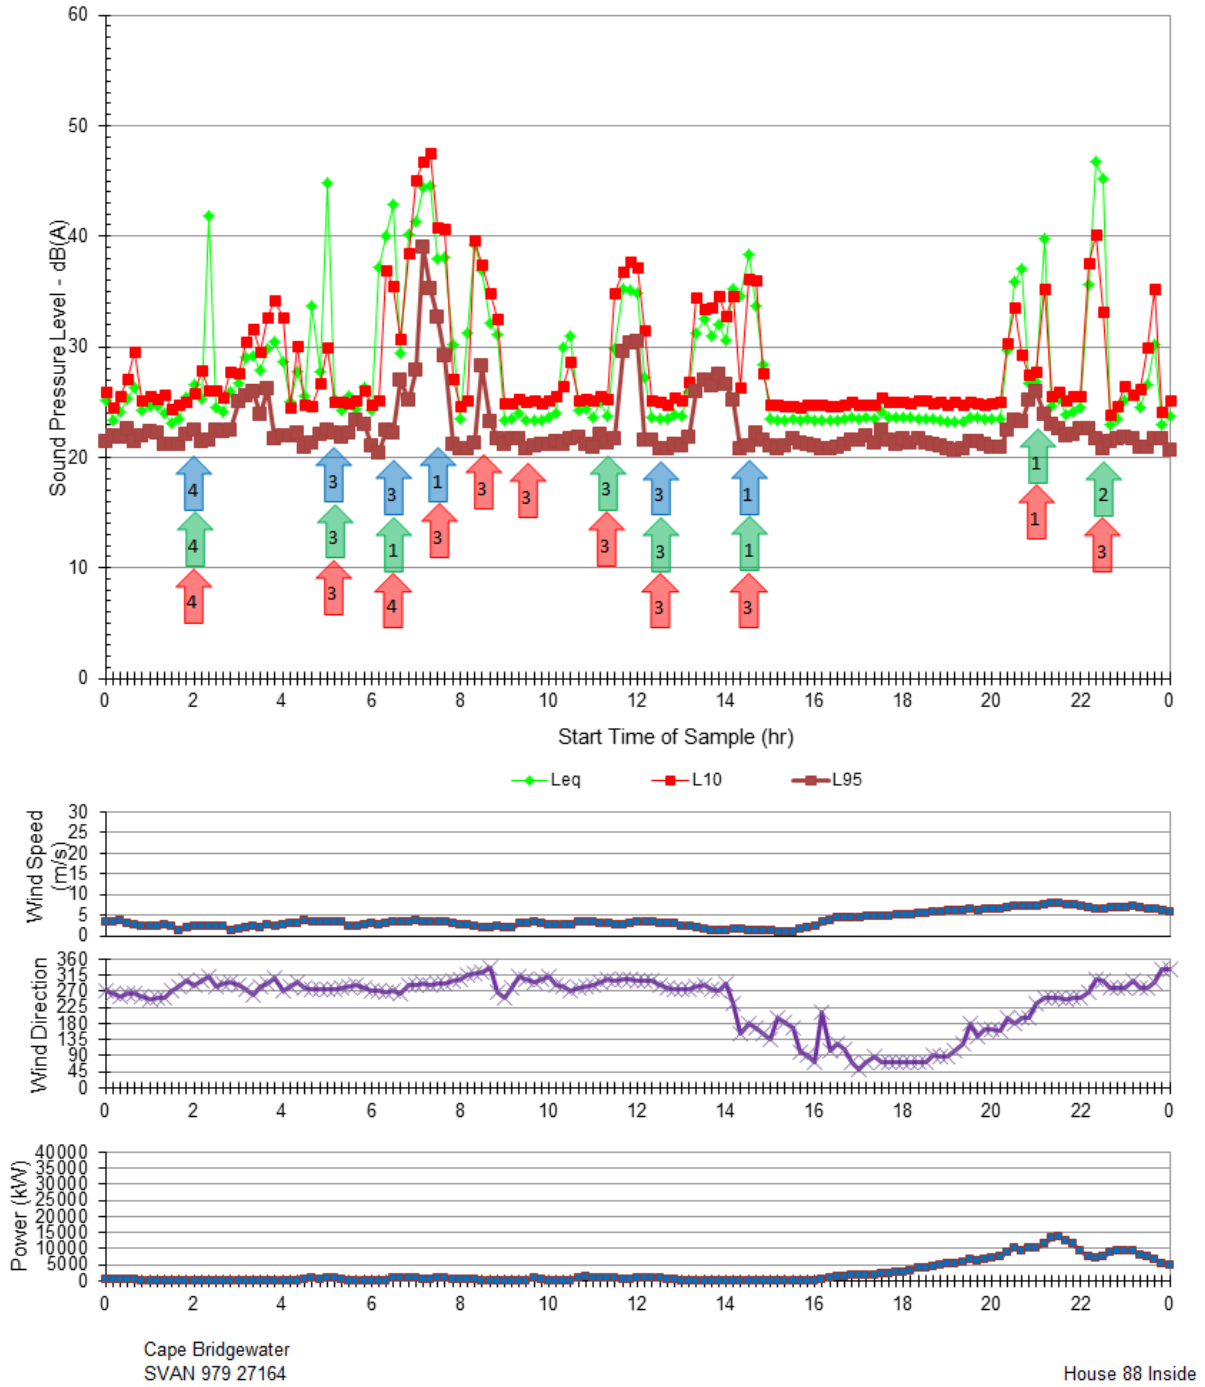 60
50
40
30
20
10
0
Sound Pressure Level - dB(A)
4 3 3 1 3 3 3 3 1 1 2
4 3 1 3 3 3 1 1 3
4 3 4 3 3
0 2 4 6 8 10 12 14 16 18 20 22 0
Start Time of Sample (hr)
Leq L10 L95
30
25
20
15
10
5
0
Wind Speed
(m/s)
360
315
270
225
180
135
90
45
0
Wind Direction
0 2 4 6 8 10 12 14 16 18 20 22 0
40000
35000
30000
25000
20000
15000
10000
5000
0
Power (kW)
0 2 4 6 8 10 12 14 16 18 20 22 0
Cape Bridgewater
SVAN 979 27164 House 88 Inside